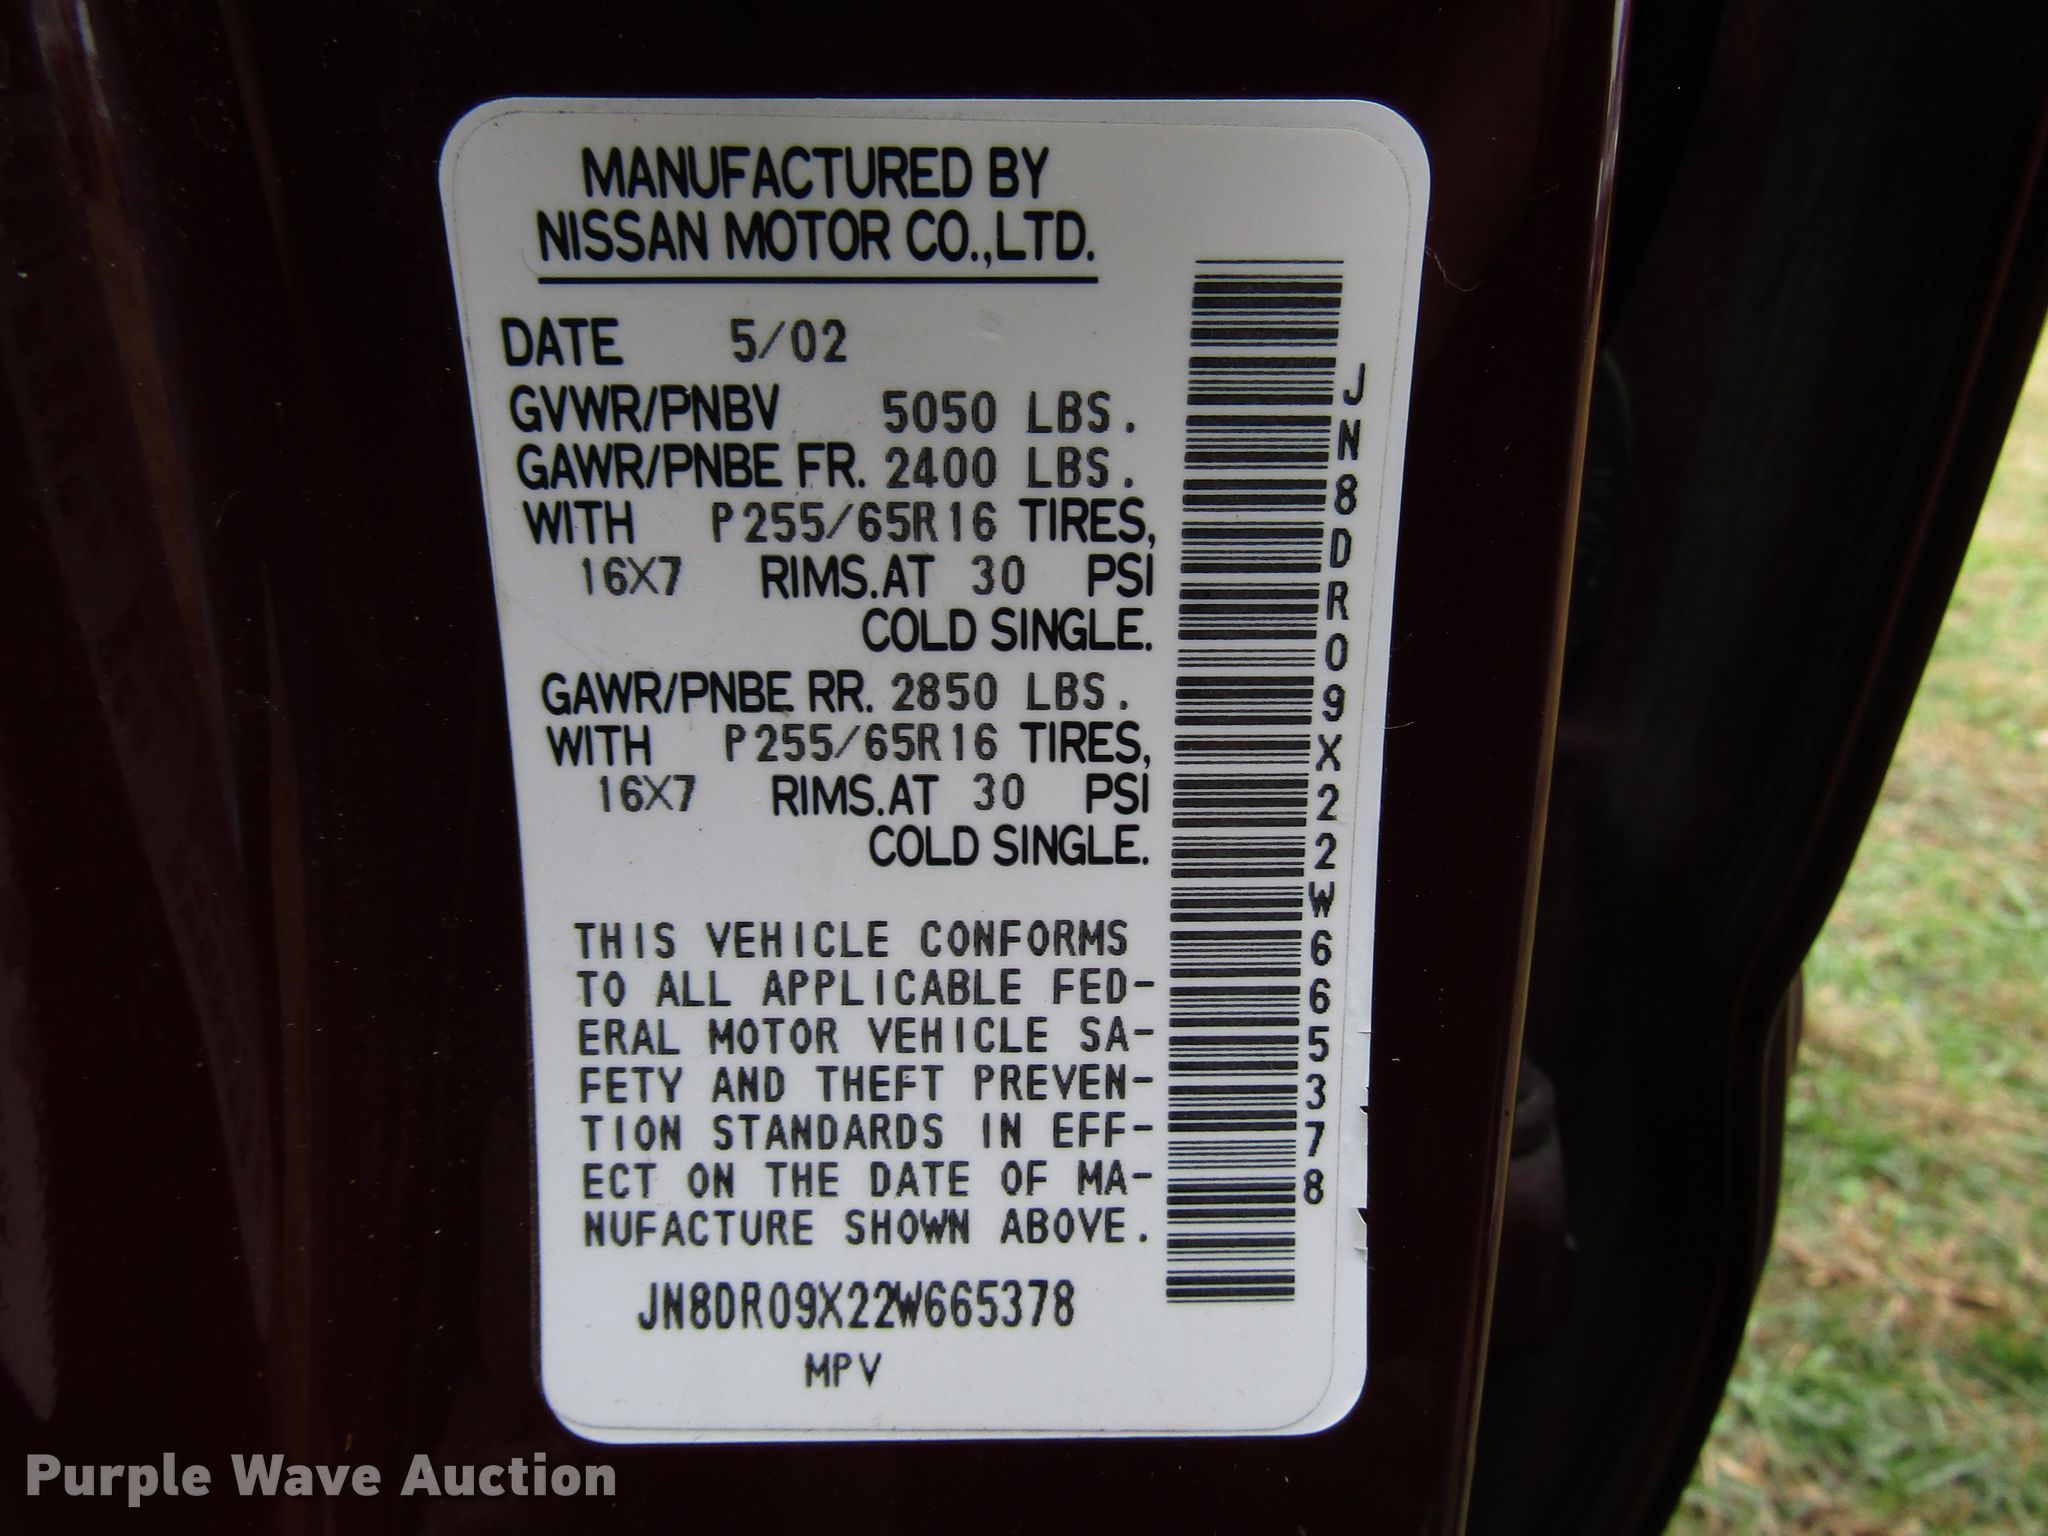 MANUFACTURED BY
NISSAN MOTOR CO.,LTD.
DATE 5/02
GVWR/PNBV 5050 LBS.
GAWR/PNBE FR. 2400 LBS.
WITH P255/65R16 TIRES,
16X7 RIMS.AT 30 PSI
COLD SINGLE.
GAWR/PNBE RR. 2850 LBS.
WITH P255/65R16 TIRES,
16X7 RIMS.AT 30 PSI
COLD SINGLE.
THIS VEHICLE CONFORMS
TO ALL APPLICABLE FED-
ERAL MOTOR VEHICLE SA-
FETY AND THEFT PREVEN-
TION STANDARDS IN EFF-
ECT ON THE DATE OF MA-
NUFACTURE SHOWN ABOVE.
JN8DR09X22W665378
MPV
JN8DR09X22W665378
Purple Wave Auction